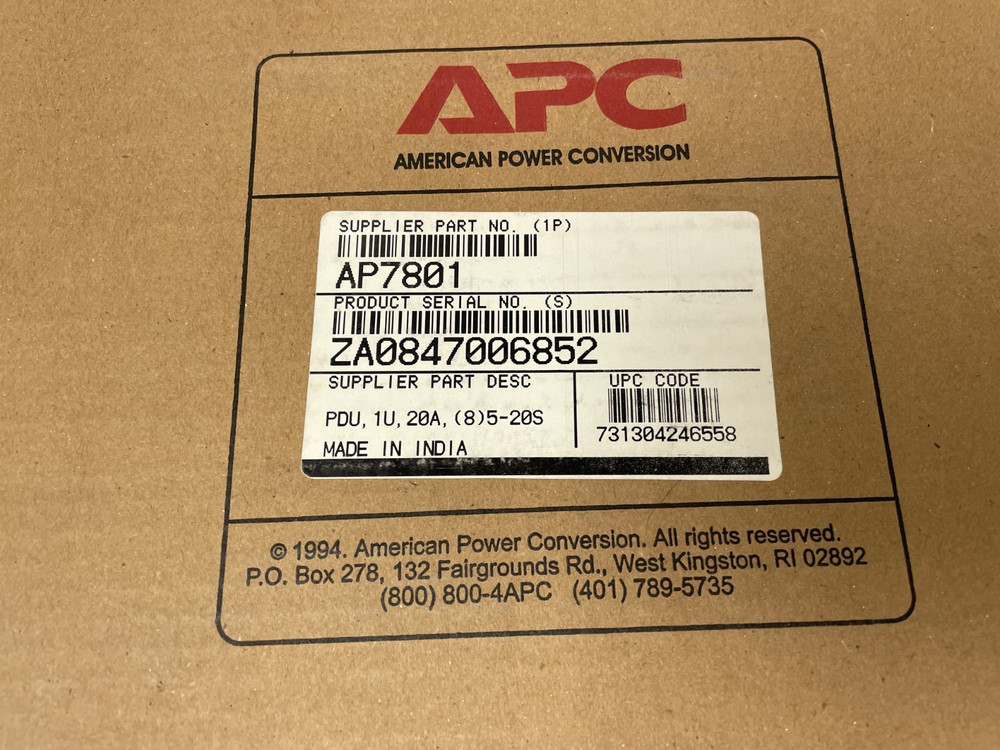 APC
AMERICAN POWER CONVERSION
SUPPLIER PART NO. (1P)
AP7801
PRODUCT SERIAL NO. (S)
ZA0847006852
SUPPLIER PART DESC
PDU, 1U, 20A, (8)5-20S
MADE IN INDIA
UPC CODE
731304246558
© 1994. American Power Conversion. All rights reserved.
P.O. Box 278, 132 Fairgrounds Rd., West Kingston, RI 02892
(800) 800-4APC (401) 789-5735